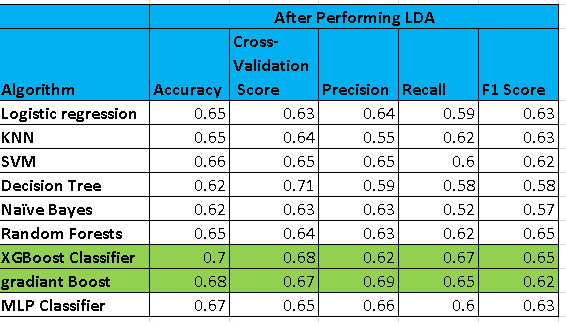 After Performing LDA
Algorithm Accuracy Cross-Validation Score Precision Recall F1 Score
Logistic regression 0.65 0.63 0.64 0.59 0.63
KNN 0.65 0.64 0.55 0.62 0.63
SVM 0.66 0.65 0.65 0.6 0.62
Decision Tree 0.62 0.71 0.59 0.58 0.58
Naïve Bayes 0.62 0.63 0.63 0.52 0.57
Random Forests 0.65 0.64 0.63 0.62 0.65
XGBoost Classifier 0.7 0.68 0.62 0.67 0.65
gradiant Boost 0.68 0.67 0.69 0.65 0.62
MLP Classifier 0.67 0.65 0.66 0.6 0.63